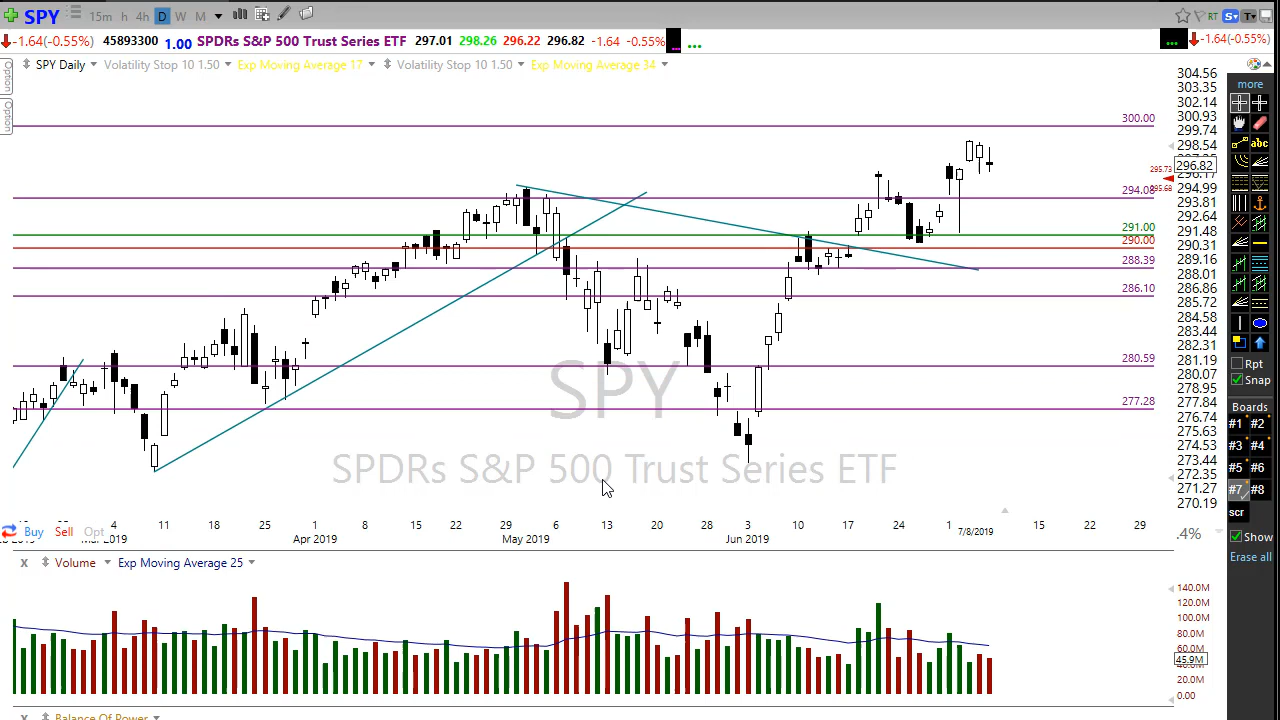 SPY 15m h 4h D W M RT S T
-1.64(-0.55%) 45893300 1.00 SPDRs S&P 500 Trust Series ETF 297.01 298.26 296.22 296.82 -1.64 -0.55% ... ... ... -1.64(-0.55%)
SPY Daily Volatility Stop 10 1.50 Exp Moving Average 17 Volatility Stop 10 1.50 Exp Moving Average 34
Option
Option
more
abc
Rpt
Snap
Boards
#1 #2
#3 #4
#5 #6
#7 #8
scr
Show
Erase all
304.56
303.35
302.14
300.93
299.74
298.54
296.82
294.99
293.81
292.64
291.48
290.31
289.16
288.01
286.86
285.72
284.58
283.44
282.31
281.19
280.07
278.95
277.84
276.74
275.63
274.53
273.44
272.35
271.27
270.19
300.00
295.73
294.08
291.00
290.00
288.39
286.10
280.59
277.28
SPY
SPDRs S&P 500 Trust Series ETF
4 11 18 25 1 8 15 22 29 6 13 20 28 3 10 17 24 1 7/8/2019 15 22 29
2019 Apr 2019 May 2019 Jun 2019
Buy Sell Opt
.4%
x Volume Exp Moving Average 25
140.0M
120.0M
100.0M
80.0M
60.0M
45.9M
20.0M
0.00
x Balance Of Power